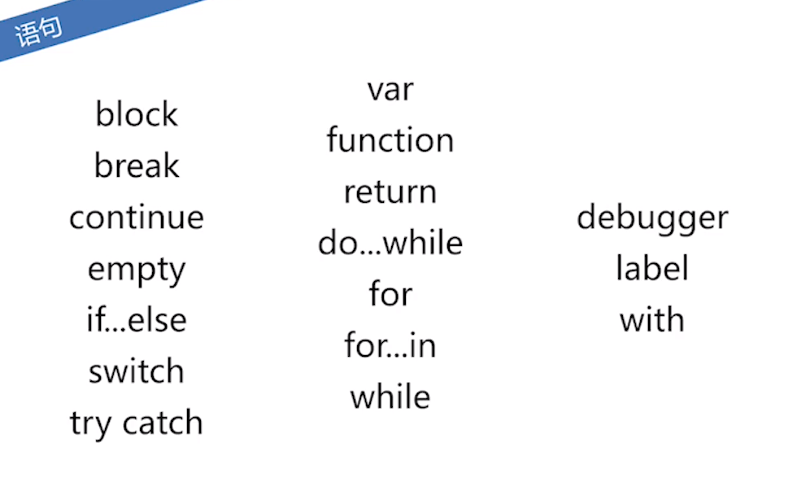 语句
block
break
continue
empty
if...else
switch
try catch
var
function
return
do...while
for
for...in
while
debugger
label
with